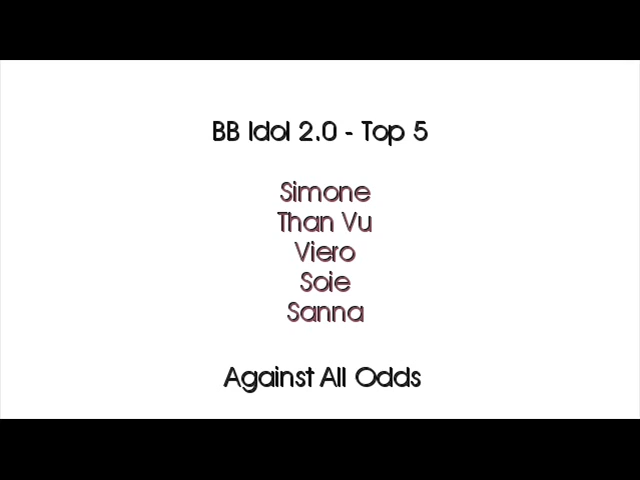 BB Idol 2.0 - Top 5
Simone
Than Vu
Viero
Soie
Sanna
Against All Odds